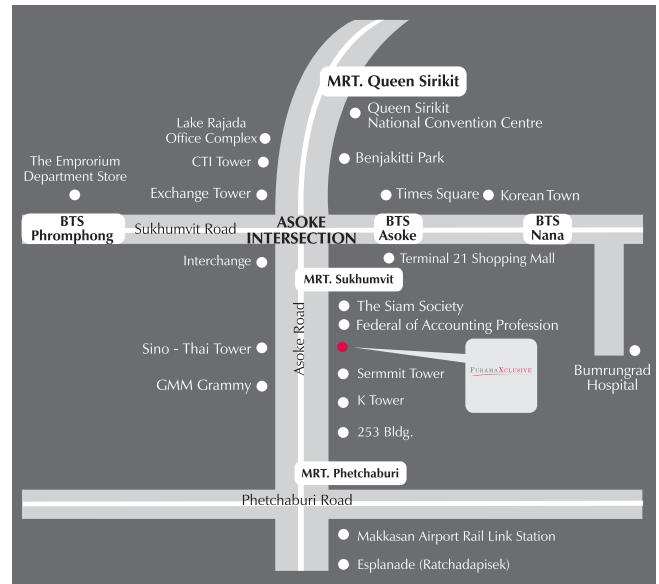 MRT. Queen Sirikit
Queen Sirikit
National Convention Centre
Lake Rajada
Office Complex
CTI Tower
Benjakitti Park
The Emprorium
Department Store
Exchange Tower
Times Square
Korean Town
BTS
Phromphong
Sukhumvit Road
ASOKE
INTERSECTION
BTS
Asoke
BTS
Nana
Interchange
Terminal 21 Shopping Mall
MRT. Sukhumvit
Asoke Road
The Siam Society
Federal of Accounting Profession
Sino - Thai Tower
FURAMAXCLUSIVE
Bumrungrad
Hospital
GMM Grammy
Sermmit Tower
K Tower
253 Bldg.
MRT. Phetchaburi
Phetchaburi Road
Makkasan Airport Rail Link Station
Esplanade (Ratchadapisek)